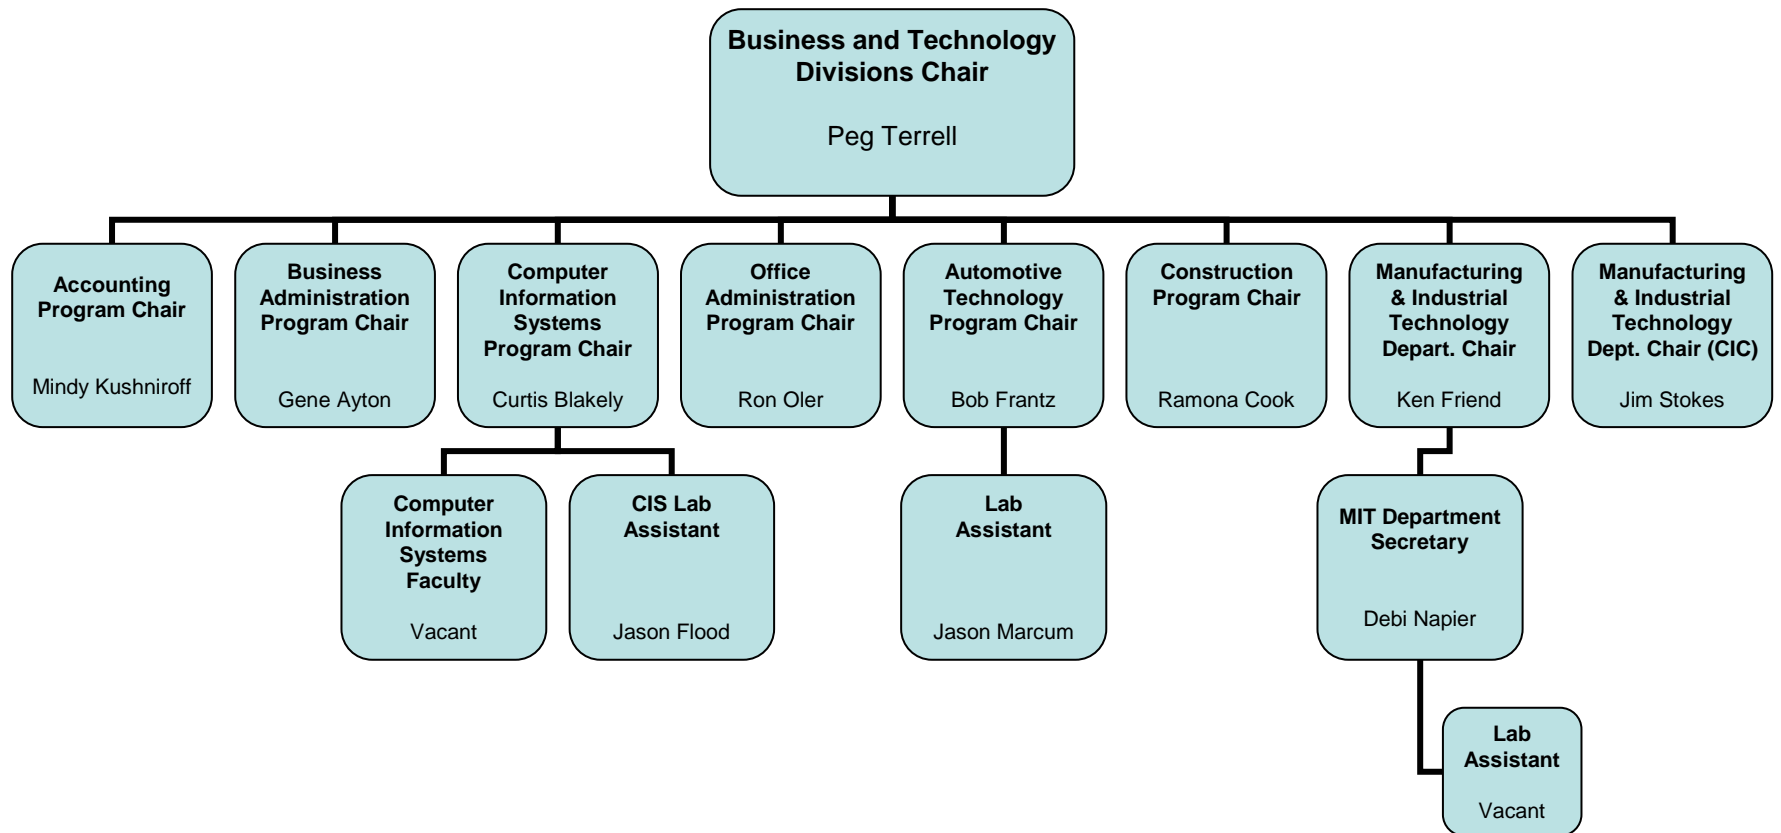 Business and Technology
Divisions Chair
Peg Terrell
Accounting
Program Chair
Mindy Kushniroff
Business
Administration
Program Chair
Gene Ayton
Computer
Information
Systems
Program Chair
Curtis Blakely
Office
Administration
Program Chair
Ron Oler
Automotive
Technology
Program Chair
Bob Frantz
Construction
Program Chair
Ramona Cook
Manufacturing
& Industrial
Technology
Depart. Chair
Ken Friend
Manufacturing
& Industrial
Technology
Dept. Chair (CIC)
Jim Stokes
Computer
Information
Systems
Faculty
Vacant
CIS Lab
Assistant
Jason Flood
Lab
Assistant
Jason Marcum
MIT Department
Secretary
Debi Napier
Lab
Assistant
Vacant